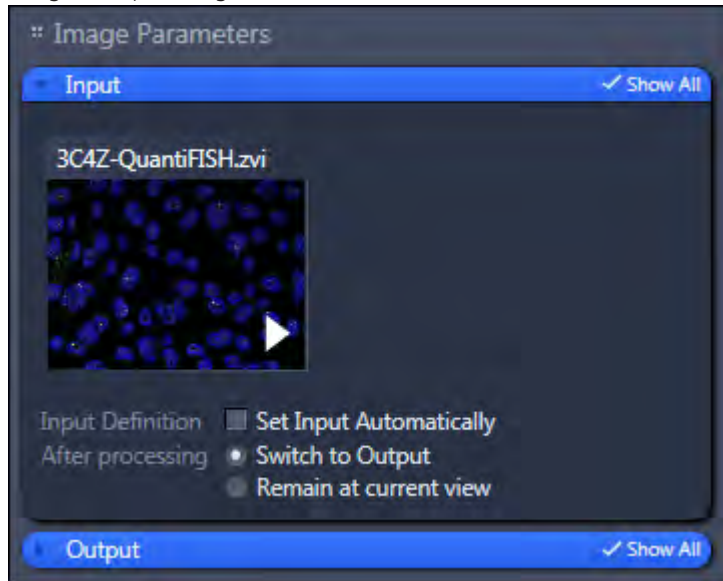 Image Parameters
Input ✓ Show All
3C4Z-QuantiFISH.zvi
Input Definition Set Input Automatically
After processing Switch to Output
Remain at current view
Output ✓ Show All